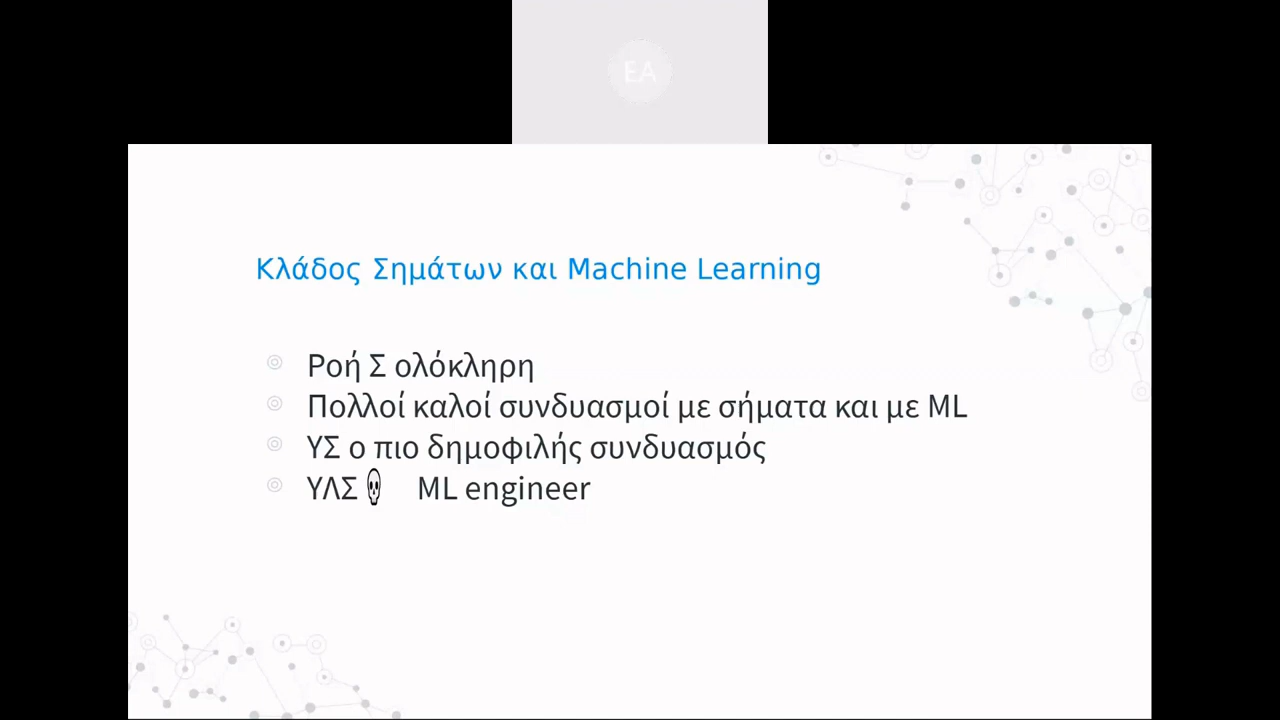 EA
Κλάδος Σημάτων και Machine Learning
Ροή Σ ολόκληρη
Πολλοί καλοί συνδυασμοί με σήματα και με ML
ΥΣ ο πιο δημοφιλής συνδυασμός
ΥΛΣ 💀 ML engineer